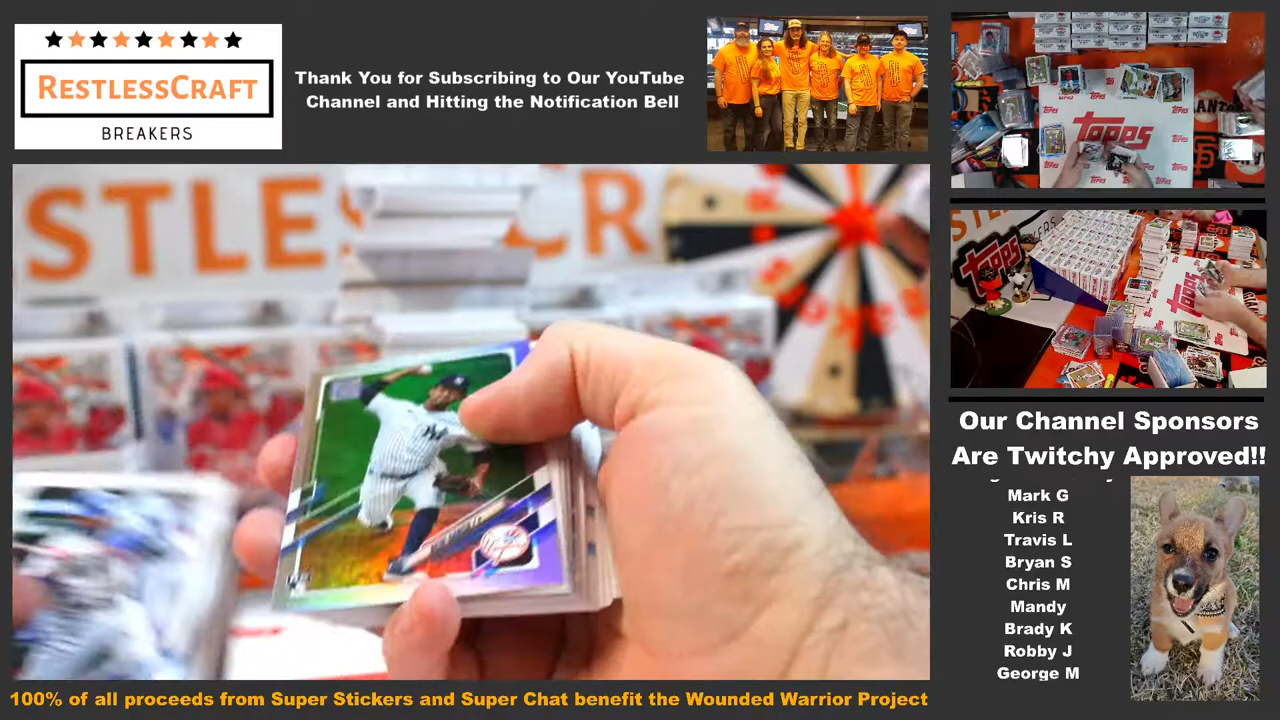 RESTLESSCRAFT
BREAKERS
Thank You for Subscribing to Our YouTube
Channel and Hitting the Notification Bell
STLE
CR
topps
topps
topps
Our Channel Sponsors
Are Twitchy Approved!!
Mark G
Kris R
Travis L
Bryan S
Chris M
Mandy
Brady K
Robby J
George M
100% of all proceeds from Super Stickers and Super Chat benefit the Wounded Warrior Project